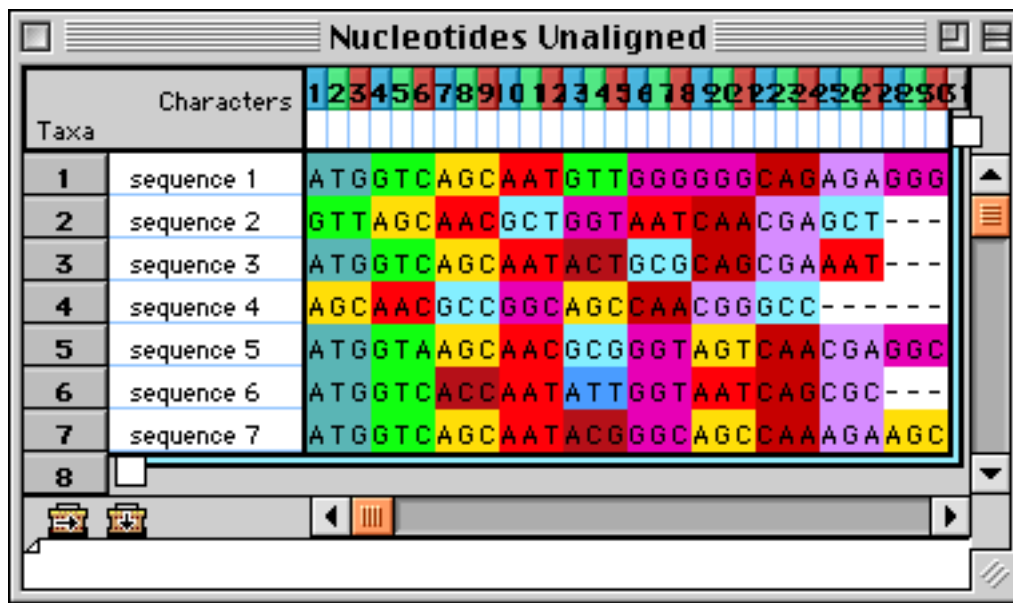 Nucleotides Unaligned
Characters
Taxa
1 sequence 1 ATGGTCAGCAATGTTGGGGGGCAGAGAGGG
2 sequence 2 GTTAGCAACGCTGGTAATCAACGAGCT---
3 sequence 3 ATGGTCAGCAATACTGCGCAGCGAAAT---
4 sequence 4 AGCAACGCCGGCAGCCAACGGGCC------
5 sequence 5 ATGGTAAGCAACGCGGGTAGTCAACGAGGC
6 sequence 6 ATGGTCACCAATATTGGTAATCAGCGC---
7 sequence 7 ATGGTCAGCAATACGGGCAGCCAAAGAAGC
8